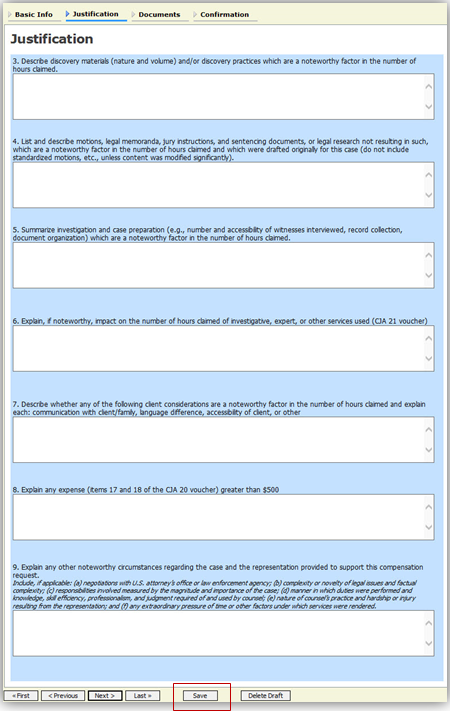 Basic Info Justification Documents Confirmation
Justification
3. Describe discovery materials (nature and volume) and/or discovery practices which are a noteworthy factor in the number of
hours claimed.
4. List and describe motions, legal memoranda, jury instructions, and sentencing documents, or legal research not resulting in such,
which are a noteworthy factor in the number of hours claimed and which were drafted originally for this case (do not include
standardized motions, etc., unless content was modified significantly).
5. Summarize investigation and case preparation (e.g., number and accessibility of witnesses interviewed, record collection,
document organization) which are a noteworthy factor in the number of hours claimed.
6. Explain, if noteworthy, impact on the number of hours claimed of investigative, expert, or other services used (CJA 21 voucher)
7. Describe whether any of the following client considerations are a noteworthy factor in the number of hours claimed and explain
each: communication with client/family, language difference, accessibility of client, or other
8. Explain any expense (items 17 and 18 of the CJA 20 voucher) greater than $500
9. Explain any other noteworthy circumstances regarding the case and the representation provided to support this compensation
request.
Include, if applicable: (a) negotiations with U.S. attorney's office or law enforcement agency; (b) complexity or novelty of legal issues and factual
complexity; (c) responsibilities involved measured by the magnitude and importance of the case; (d) manner in which duties were performed and
knowledge, skill efficiency, professionalism, and judgment required of and used by counsel; (e) nature of counsel's practice and hardship or injury
resulting from the representation; and (f) any extraordinary pressure of time or other factors under which services were rendered.
« First < Previous Next > Last » Save Delete Draft